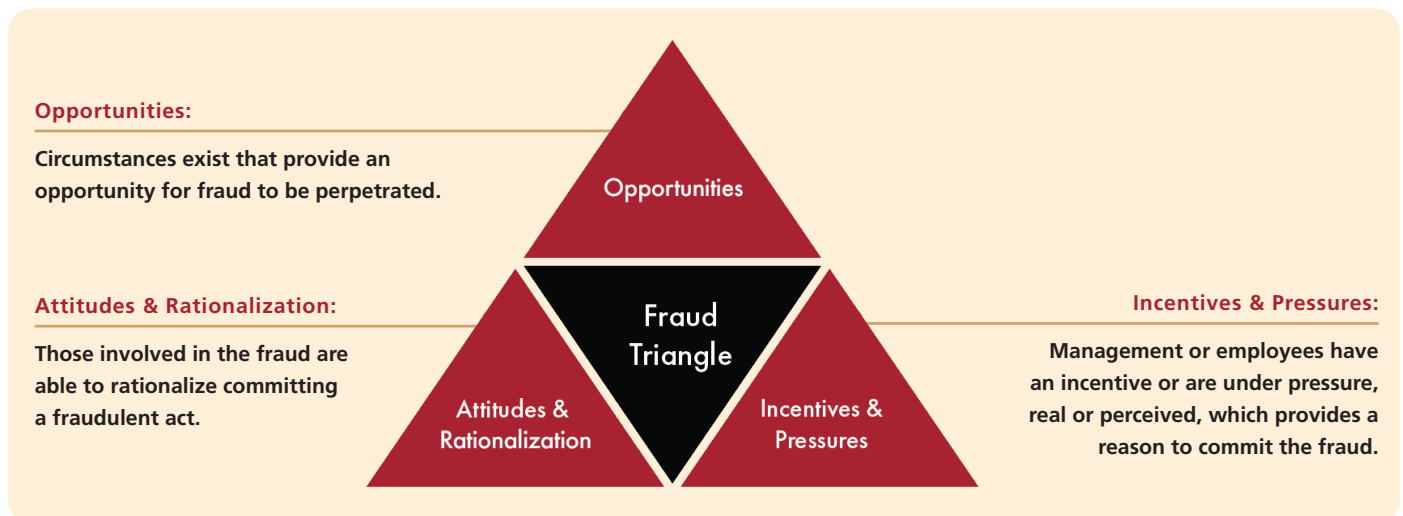 Opportunities:
Circumstances exist that provide an
opportunity for fraud to be perpetrated.
Opportunities
Attitudes & Rationalization:
Those involved in the fraud are
able to rationalize committing
a fraudulent act.
Fraud
Triangle
Attitudes &
Rationalization
Incentives &
Pressures
Incentives & Pressures:
Management or employees have
an incentive or are under pressure,
real or perceived, which provides a
reason to commit the fraud.